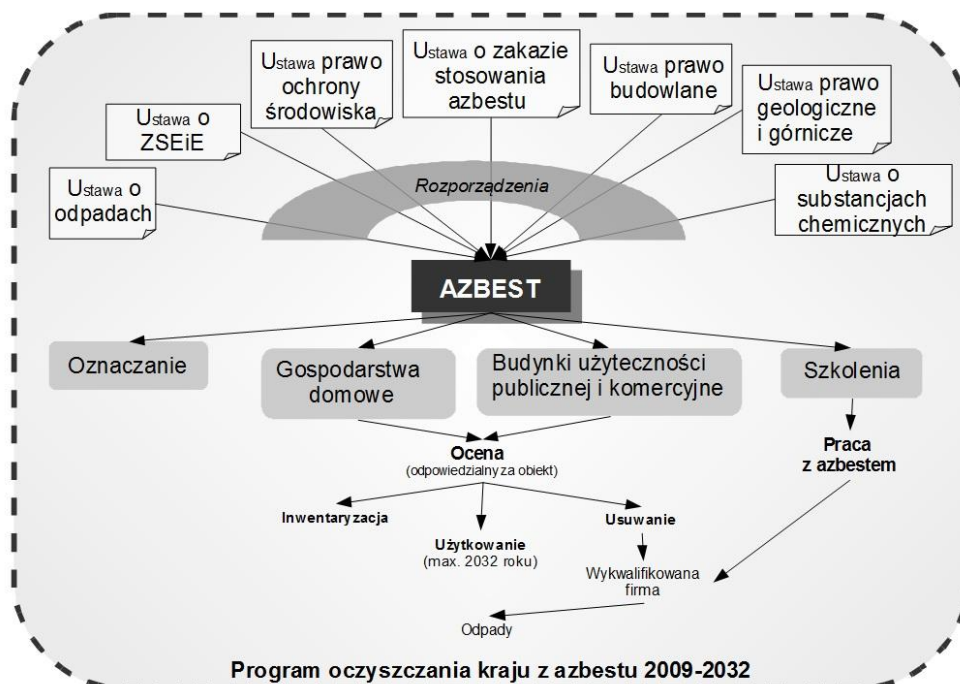 Ustawa o
odpadach
Ustawa o
ZSEiE
Ustawa prawo
ochrony
środowiska
Ustawa o zakazie
stosowania
azbestu
Ustawa prawo
budowlane
Ustawa prawo
geologiczne
i górnicze
Ustawa o
substancjach
chemicznych
Rozporządzenia
AZBEST
Oznaczanie
Gospodarstwa
domowe
Budynki użyteczności
publicznej i komercyjne
Szkolenia
Ocena
(odpowiedzialny za obiekt)
Praca
z azbestem
Inwentaryzacja
Użytkowanie
(max. 2032 roku)
Usuwanie
Wykwalifikowana
firma
Odpady
Program oczyszczania kraju z azbestu 2009-2032